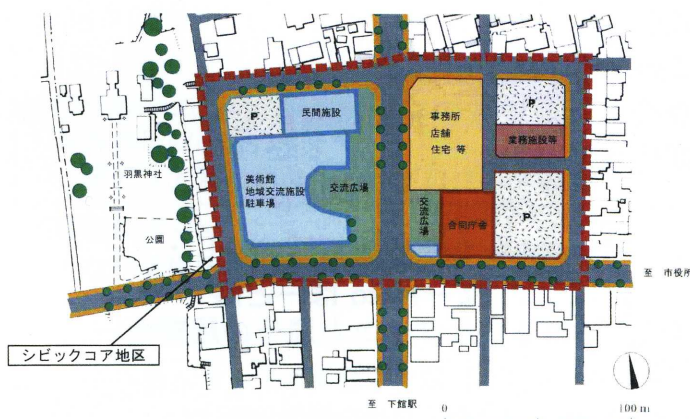 P
民間施設
事務所
店舗
住宅 等
P
業務施設等
美術館
地域交流施設
駐車場
交流広場
交流広場
合同庁舎
P
羽黒神社
公園
至 市役所
シビックコア地区
至 下館駅
0 100m